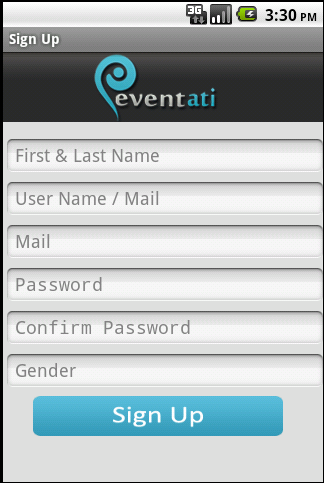 3G 3:30 PM
Sign Up
eventati
First & Last Name
User Name / Mail
Mail
Password
Confirm Password
Gender
Sign Up